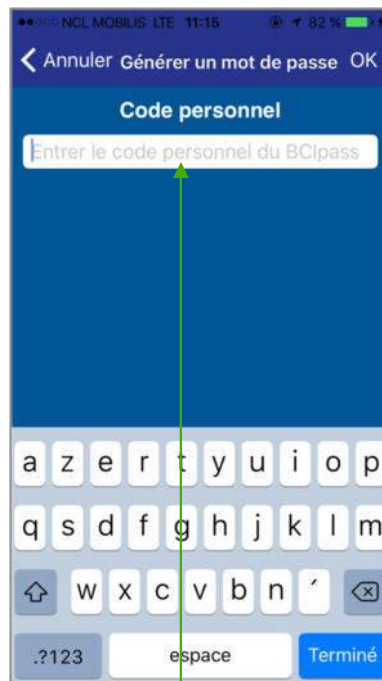 NCL MOBILIS LTE 11:15 82 %
Annuler Générer un mot de passe OK
Code personnel
Entrer le code personnel du BCIpass
a z e r t y u i o p
q s d f g h j k l m
w x c v b n ´
.?123 espace Terminé